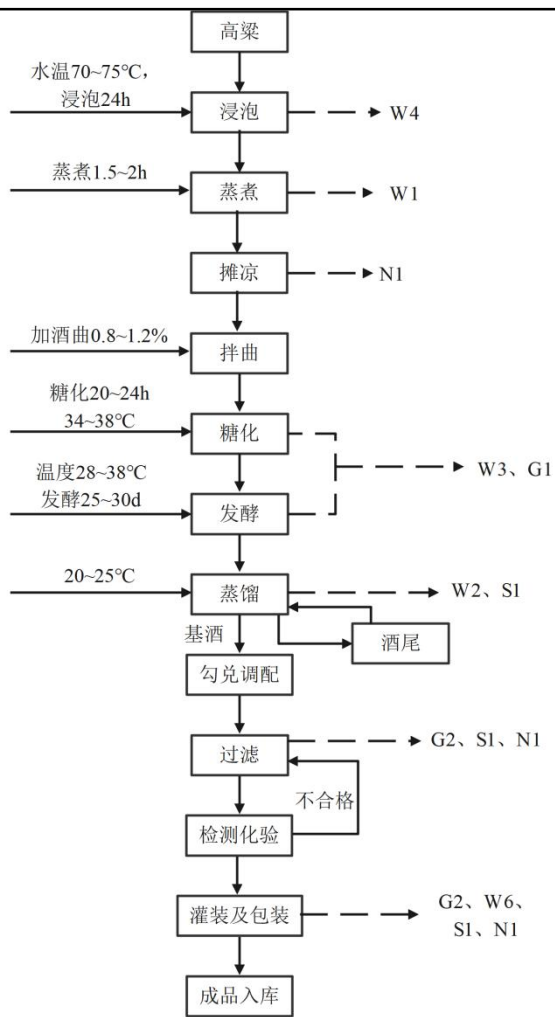 高粱
水温70~75℃,
浸泡24h
浸泡
W4
蒸煮1.5~2h
蒸煮
W1
摊凉
N1
加酒曲0.8~1.2%
拌曲
糖化20~24h
34~38℃
糖化
W3、G1
温度28~38℃
发酵25~30d
发酵
20~25℃
蒸馏
W2、S1
基酒
酒尾
勾兑调配
过滤
G2、S1、N1
不合格
检测化验
灌装及包装
G2、W6、
S1、N1
成品入库